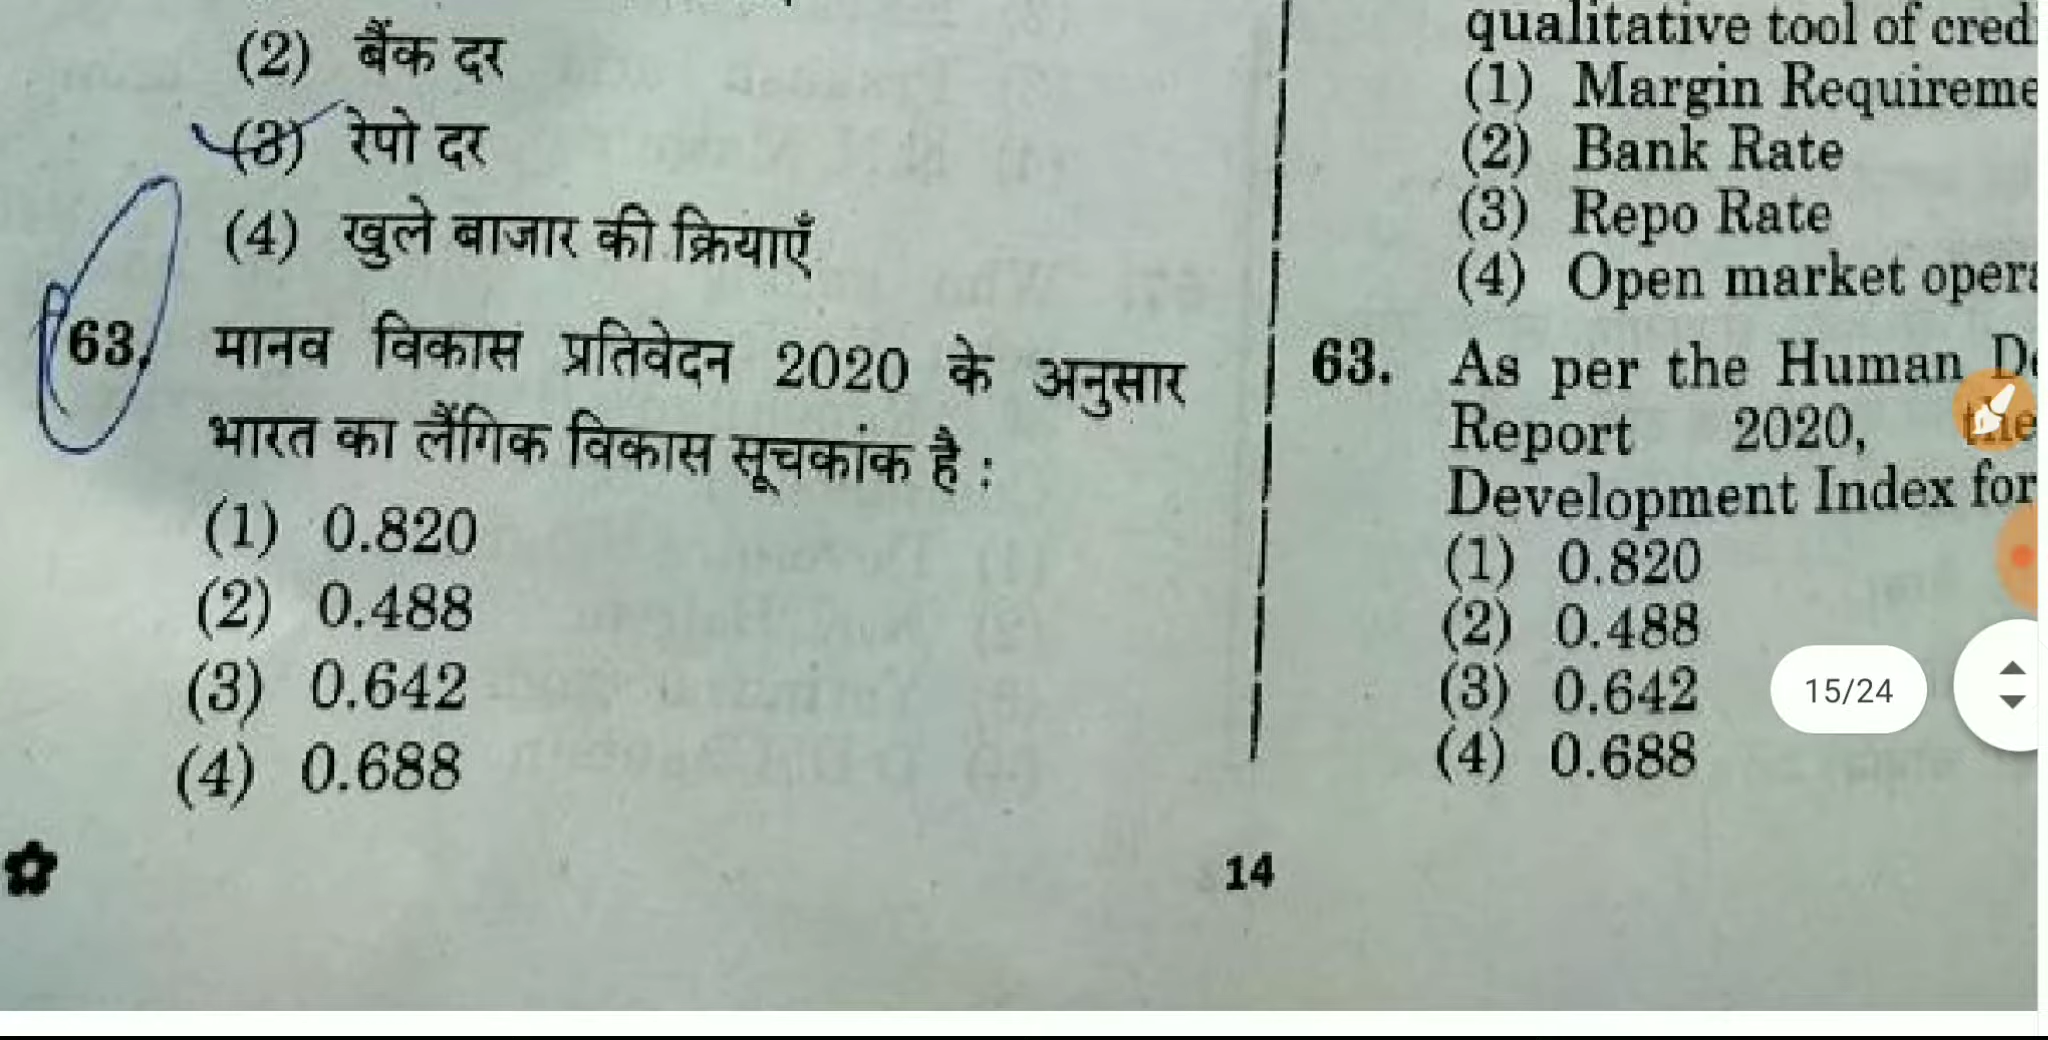 (2) बैंक दर
(3) रेपो दर
(4) खुले बाजार की क्रियाएँ
63. मानव विकास प्रतिवेदन 2020 के अनुसार
भारत का लैंगिक विकास सूचकांक है :
(1) 0.820
(2) 0.488
(3) 0.642
(4) 0.688
qualitative tool of cred
(1) Margin Requireme
(2) Bank Rate
(3) Repo Rate
(4) Open market opera
63. As per the Human De
Report 2020, the
Development Index for
(1) 0.820
(2) 0.488
(3) 0.642
(4) 0.688
15/24
14